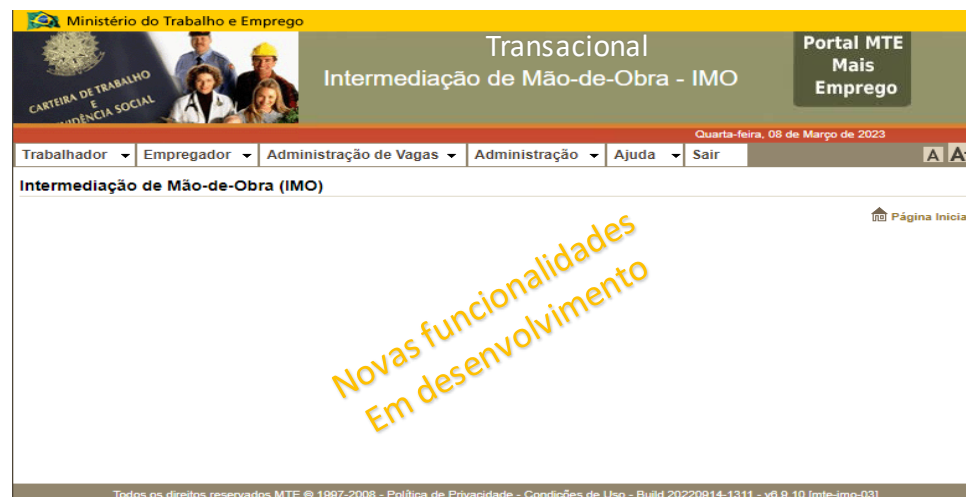 Ministério do Trabalho e Emprego
CARTEIRA DE TRABALHO
E
PREVIDÊNCIA SOCIAL
Transacional
Intermediação de Mão-de-Obra - IMO
Portal MTE
Mais
Emprego
Quarta-feira, 08 de Março de 2023
Trabalhador Empregador Administração de Vagas Administração Ajuda Sair
A A
Intermediação de Mão-de-Obra (IMO)
Página Inicia
Novas funcionalidades
Em desenvolvimento
Todos os direitos reservados MTE © 1997-2008 - Política de Privacidade - Condições de Uso - Build 20220914-1311 - v6.9.10 [mte-imo-03]